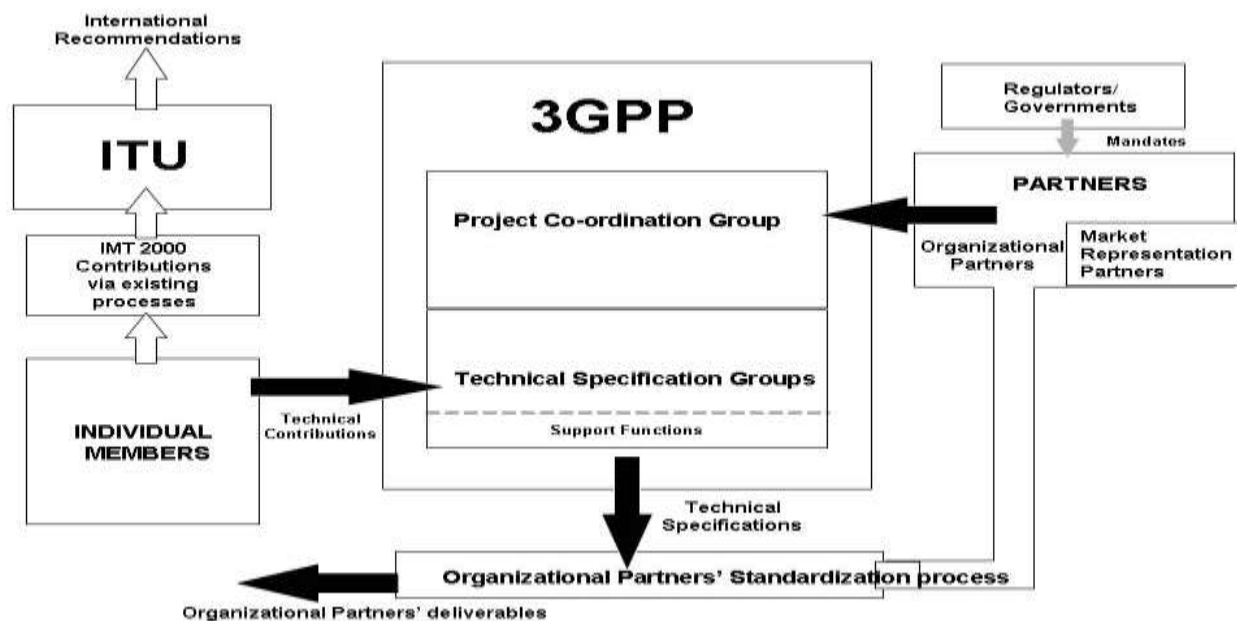 International
Recommendations
ITU
IMT 2000
Contributions
via existing
processes
INDIVIDUAL
MEMBERS
Technical
Contributions
3GPP
Project Co-ordination Group
Technical Specification Groups
Support Functions
Technical
Specifications
Regulators/
Governments
Mandates
PARTNERS
Organizational
Partners
Market
Representation
Partners
Organizational Partners’ Standardization process
Organizational Partners’ deliverables